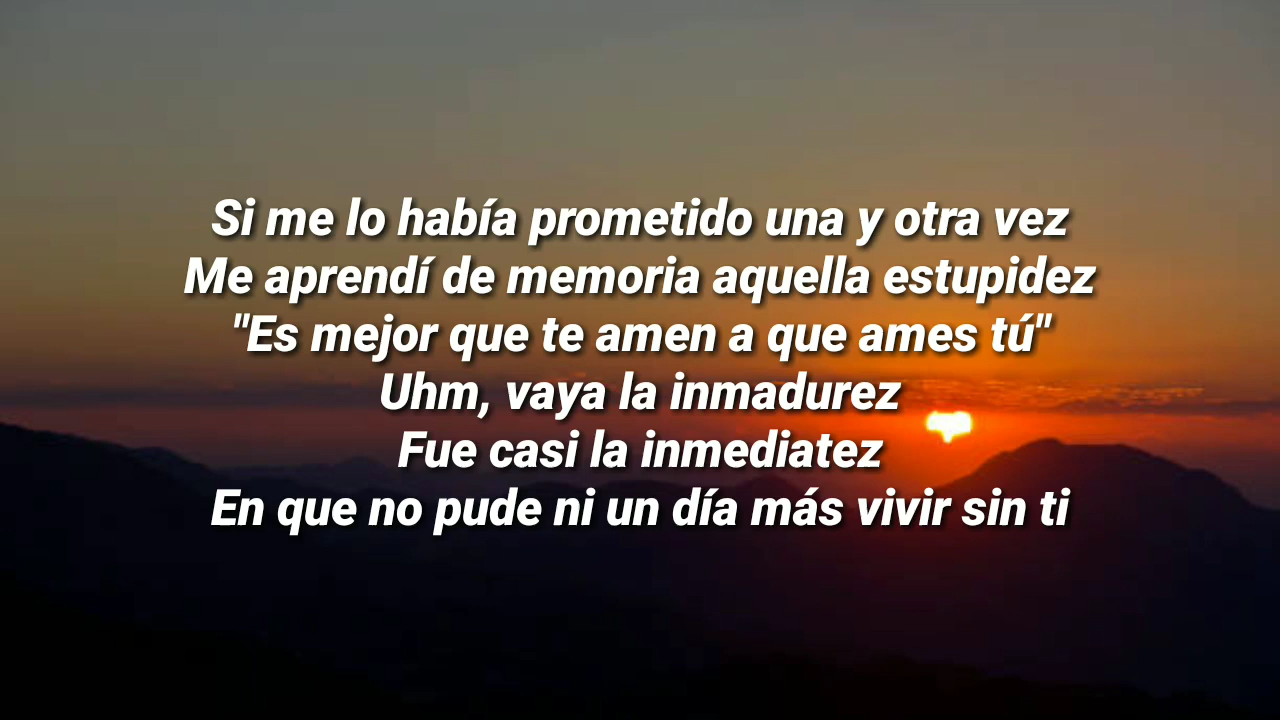 Si me lo había prometido una y otra vez
Me aprendí de memoria aquella estupidez
"Es mejor que te amen a que ames tú"
Uhm, vaya la inmadurez
Fue casi la inmediatez
En que no pude ni un día más vivir sin ti